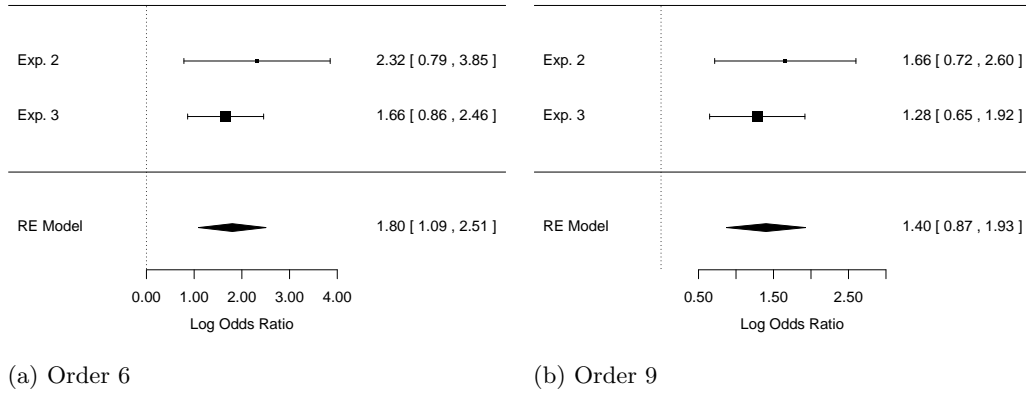 Exp. 2 2.32 [ 0.79 , 3.85 ]
Exp. 3 1.66 [ 0.86 , 2.46 ]
RE Model 1.80 [ 1.09 , 2.51 ]
0.00 1.00 2.00 3.00 4.00
Log Odds Ratio
(a) Order 6
Exp. 2 1.66 [ 0.72 , 2.60 ]
Exp. 3 1.28 [ 0.65 , 1.92 ]
RE Model 1.40 [ 0.87 , 1.93 ]
0.50 1.50 2.50
Log Odds Ratio
(b) Order 9